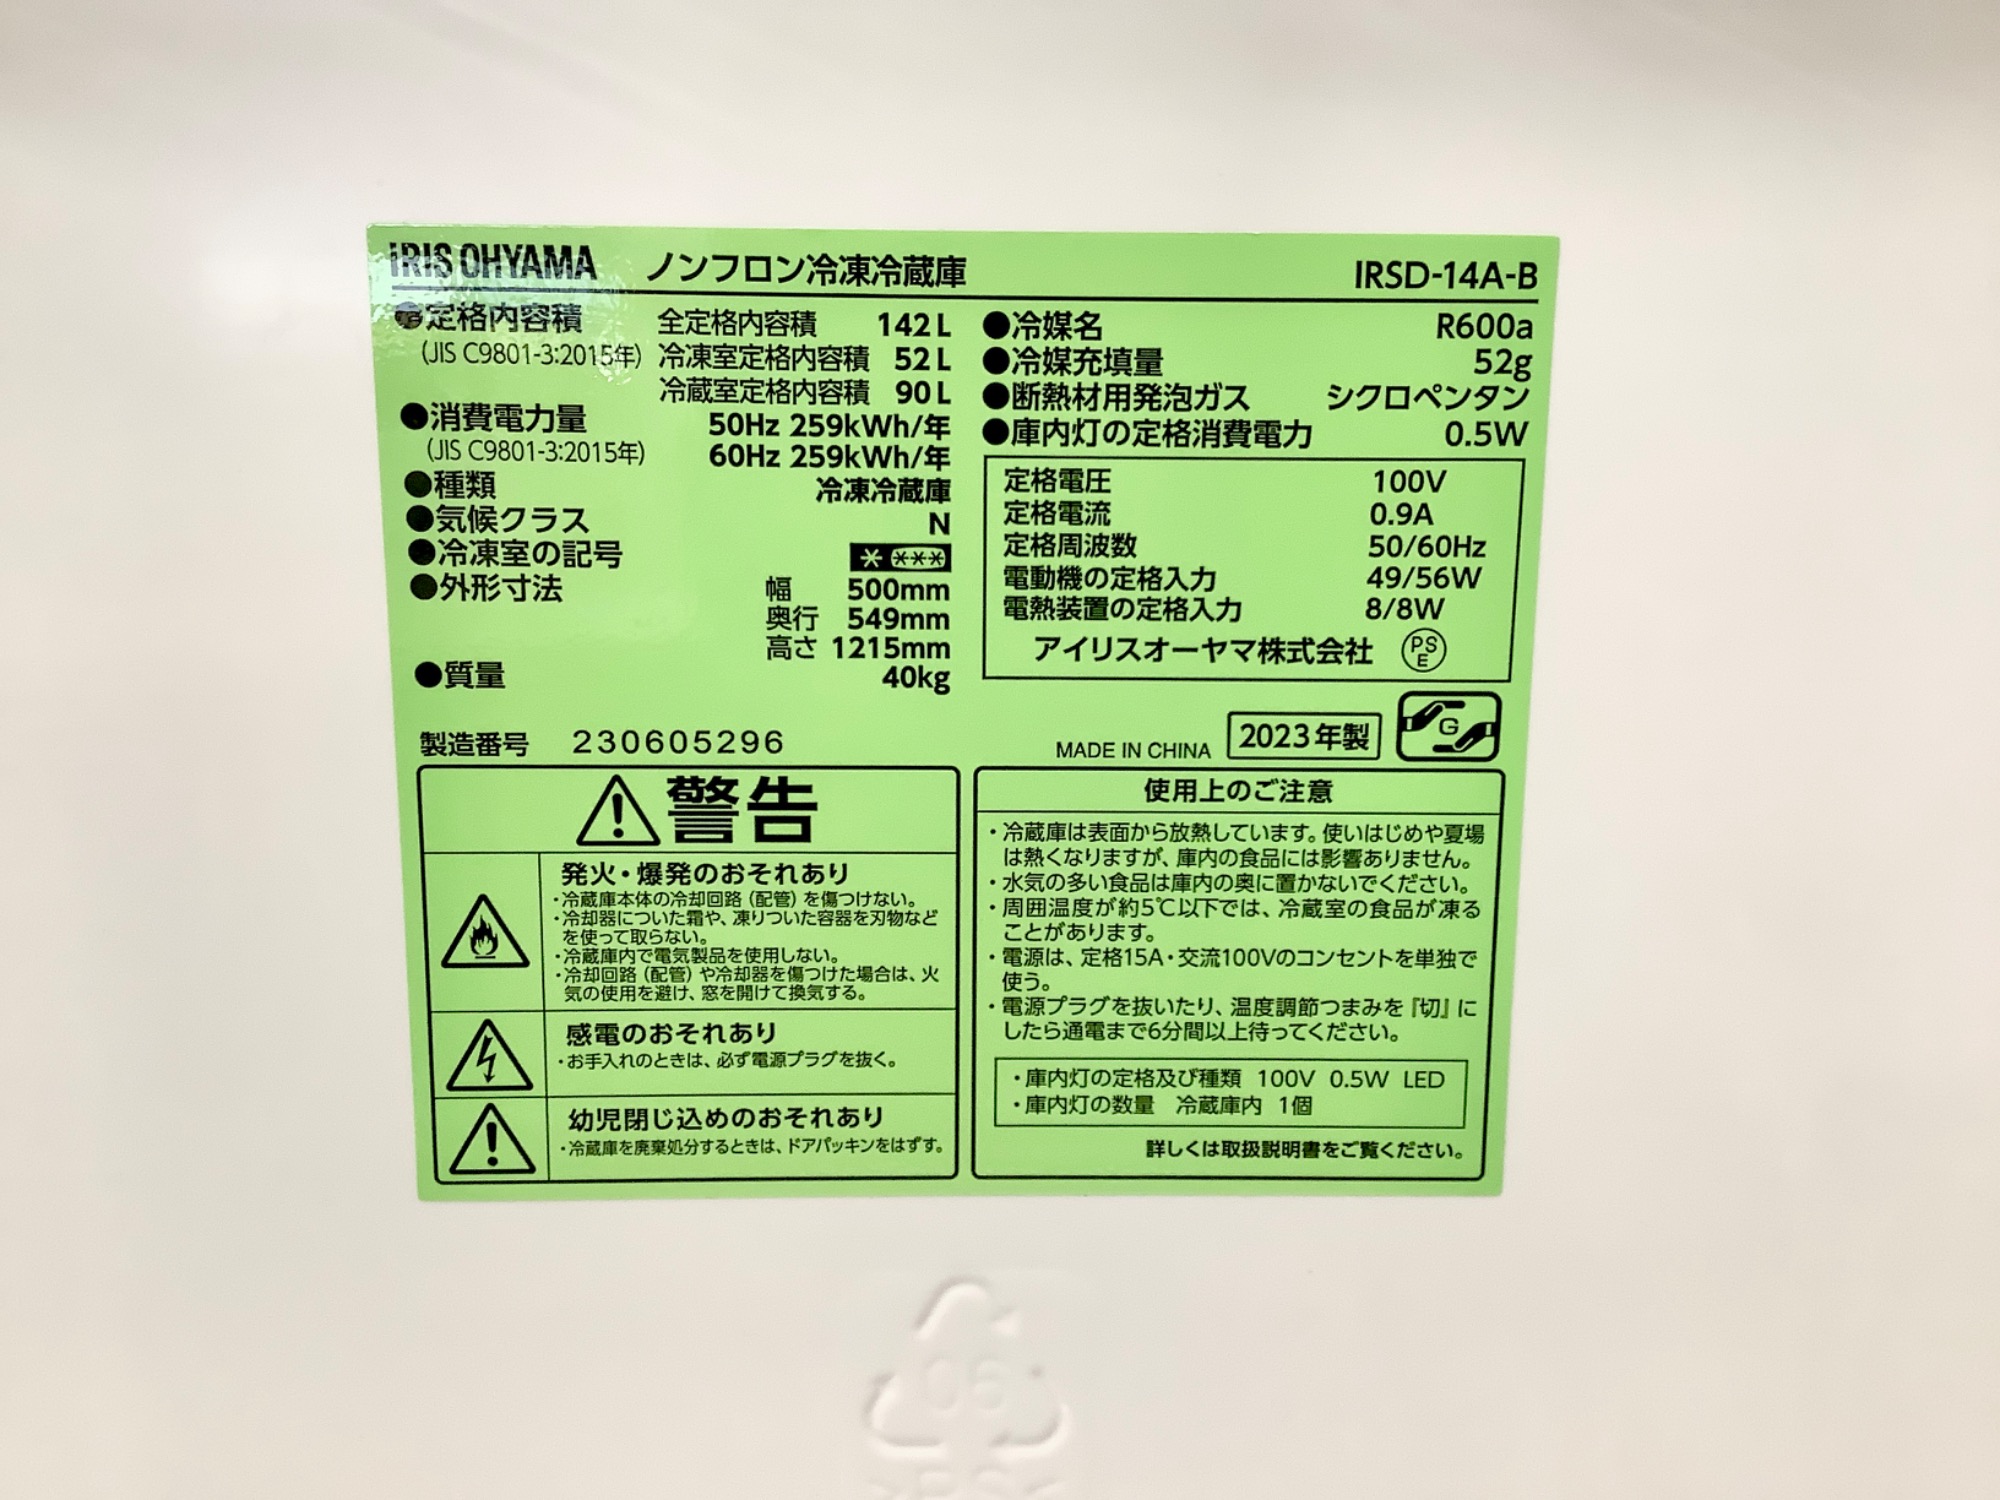 IRIS OHYAMA ノンフロン冷凍冷蔵庫 IRSD-14A-B
●定格内容積 全定格内容積 142L
(JIS C9801-3:2015年) 冷凍室定格内容積 52L
冷蔵室定格内容積 90L
●消費電力量 50Hz 259kWh/年
(JIS C9801-3:2015年) 60Hz 259kWh/年
●種類 冷凍冷蔵庫
●気候クラス N
●冷凍室の記号 * ***
●外形寸法 幅 500mm
奥行 549mm
高さ 1215mm
●質量 40kg
製造番号 230605296
●冷媒名 R600a
●冷媒充填量 52g
●断熱材用発泡ガス シクロペンタン
●庫内灯の定格消費電力 0.5W
定格電圧 100V
定格電流 0.9A
定格周波数 50/60Hz
電動機の定格入力 49/56W
電熱装置の定格入力 8/8W
アイリスオーヤマ株式会社 PSE
MADE IN CHINA 2023年製 G
警告
発火・爆発のおそれあり
・冷蔵庫本体の冷却回路(配管)を傷つけない。
・冷却器についた霜や、凍りついた容器を刃物など
を使って取らない。
・冷蔵庫内で電気製品を使用しない。
・冷却回路(配管)や冷却器を傷つけた場合は、火
気の使用を避け、窓を開けて換気する。
感電のおそれあり
・お手入れのときは、必ず電源プラグを抜く。
幼児閉じ込めのおそれあり
・冷蔵庫を廃棄処分するときは、ドアパッキンをはずす。
使用上のご注意
・冷蔵庫は表面から放熱しています。使いはじめや夏場
は熱くなりますが、庫内の食品には影響ありません。
・水気の多い食品は庫内の奥に置かないでください。
・周囲温度が約5℃以下では、冷蔵室の食品が凍る
ことがあります。
・電源は、定格15A・交流100Vのコンセントを単独で
使う。
・電源プラグを抜いたり、温度調節つまみを『切』に
したら通電まで6分間以上待ってください。
・庫内灯の定格及び種類 100V 0.5W LED
・庫内灯の数量 冷蔵庫内 1個
詳しくは取扱説明書をご覧ください。
06